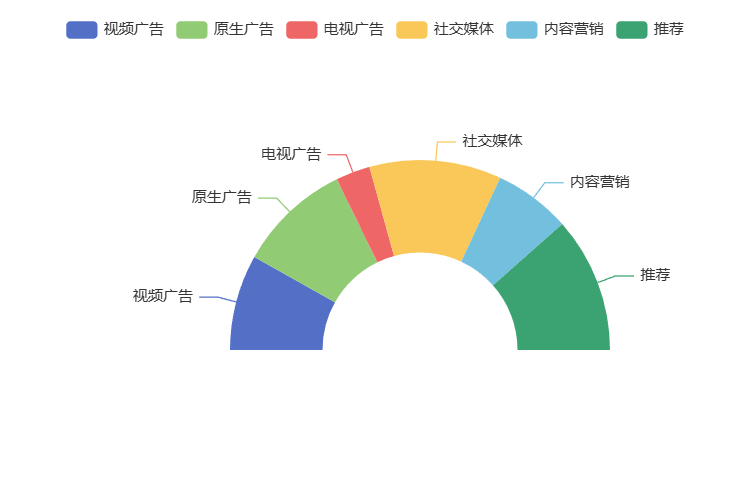 视频广告 原生广告 电视广告 社交媒体 内容营销 推荐
社交媒体
电视广告
内容营销
原生广告
推荐
视频广告